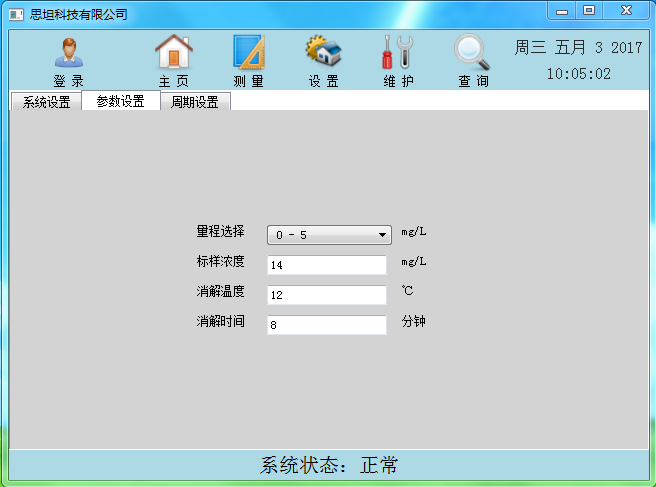 思坦科技有限公司
登 录 主 页 测 量 设 置 维 护 查 询
周三 五月 3 2017
10:05:02
系统设置 参数设置 周期设置
量程选择 0 - 5 mg/L
标样浓度 14 mg/L
消解温度 12 ℃
消解时间 8 分钟
系统状态：正常